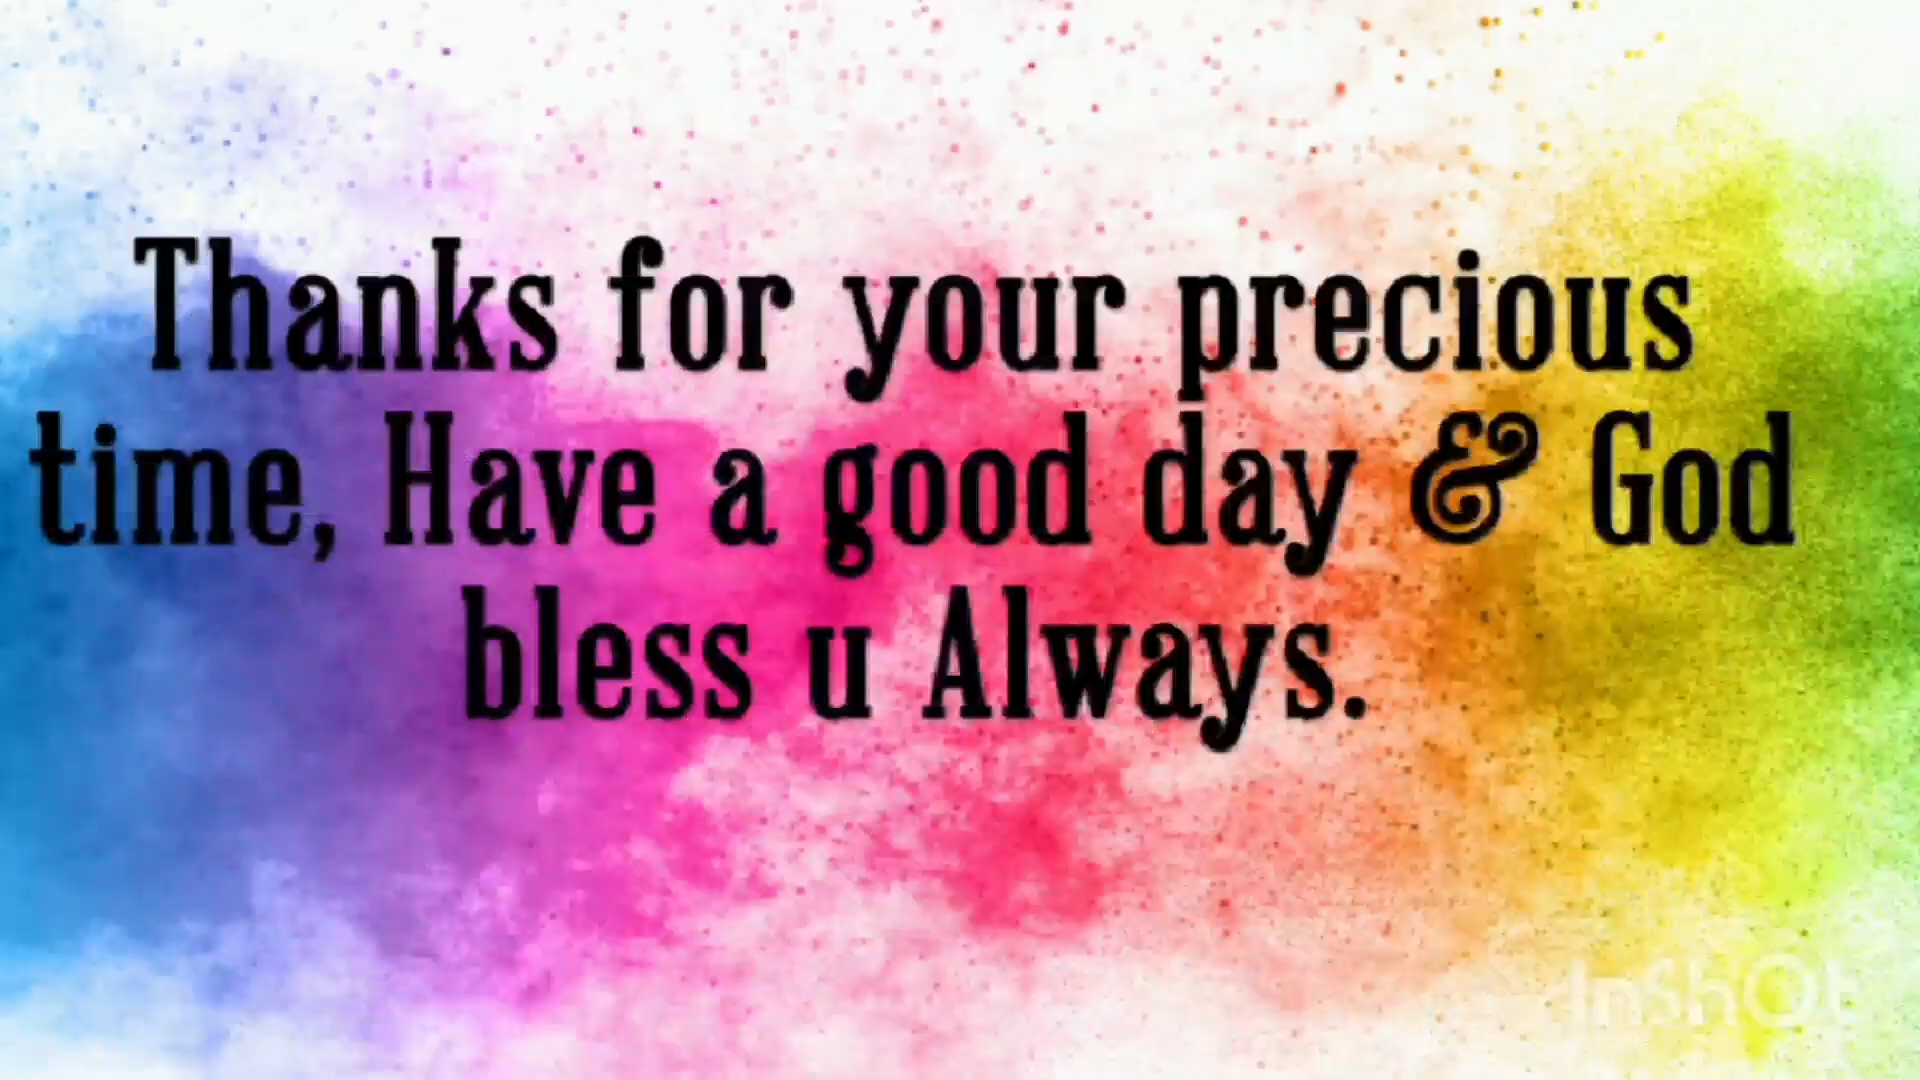 Thanks for your precious
time, Have a good day & God
bless u Always.
InShOt